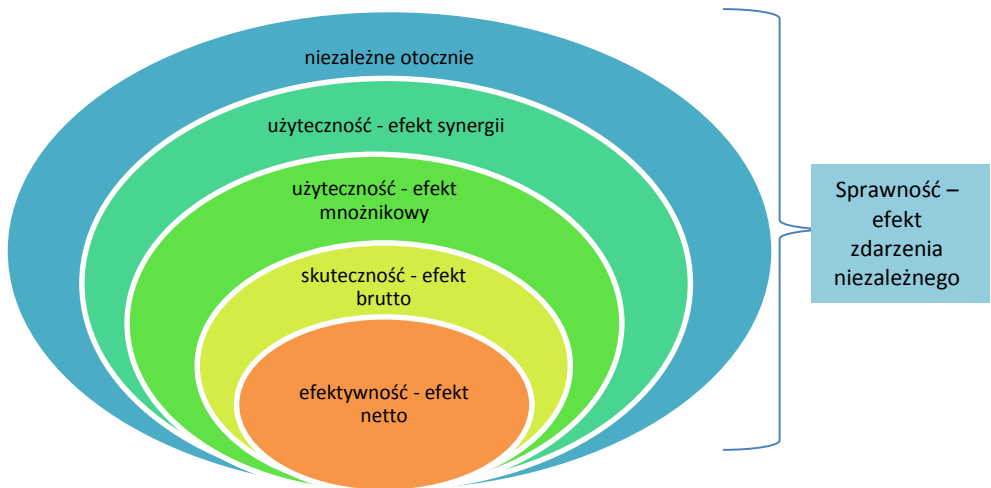 niezależne otocznie
użyteczność - efekt synergii
użyteczność - efekt
mnożnikowy
skuteczność - efekt
brutto
efektywność - efekt
netto
Sprawność –
efekt
zdarzenia
niezależnego